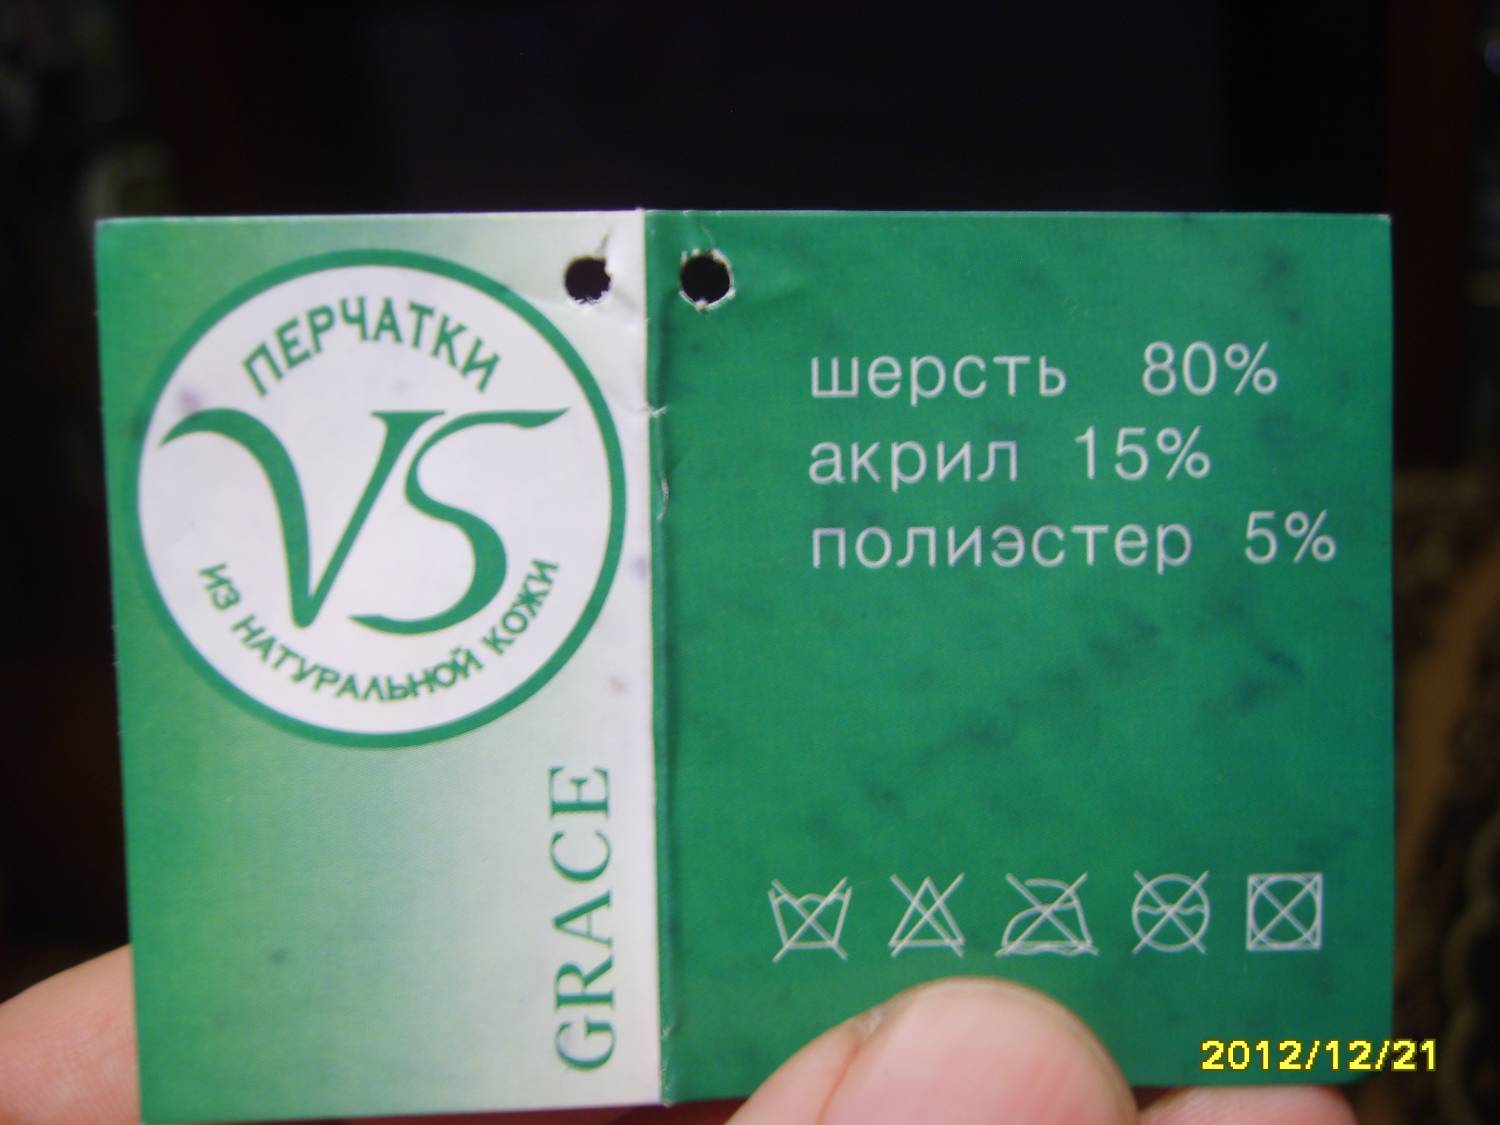 ПЕРЧАТКИ
VS
ИЗ НАТУРАЛЬНОЙ КОЖИ
GRACE
шерсть 80%
акрил 15%
полиэстер 5%
2012/12/21